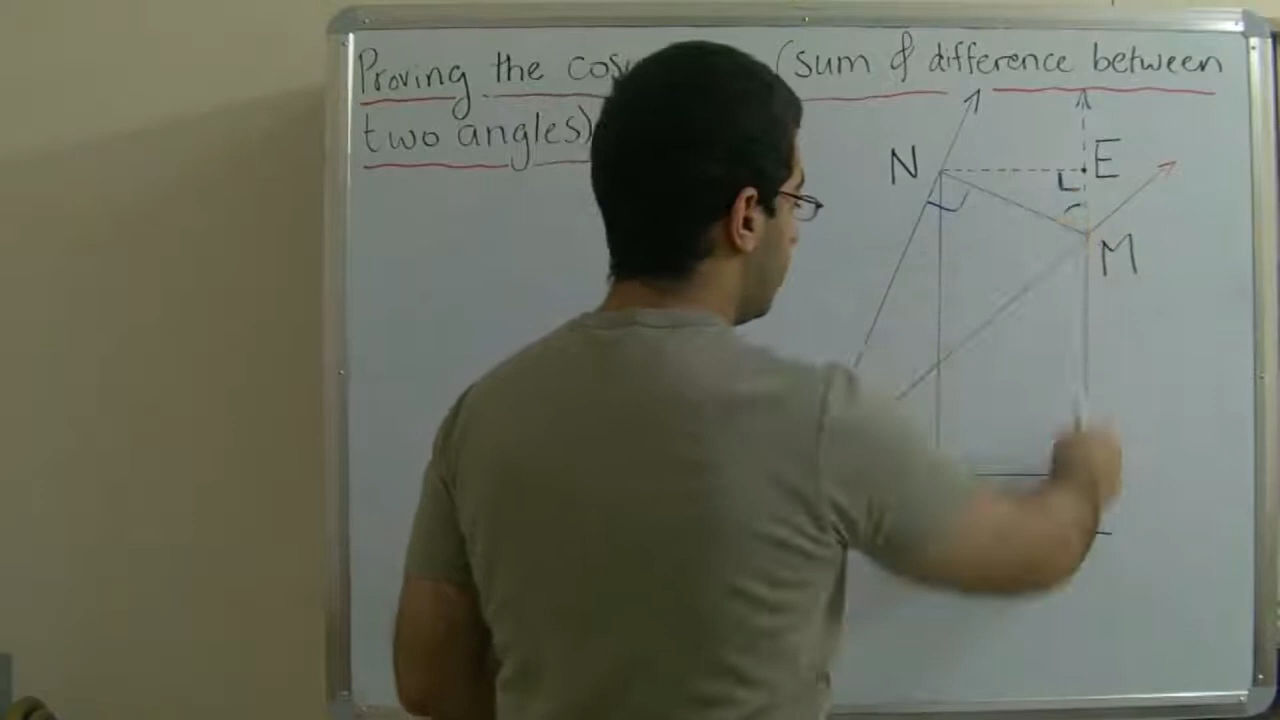 Proving the cos (sum & difference between
two angles)
N
E
M